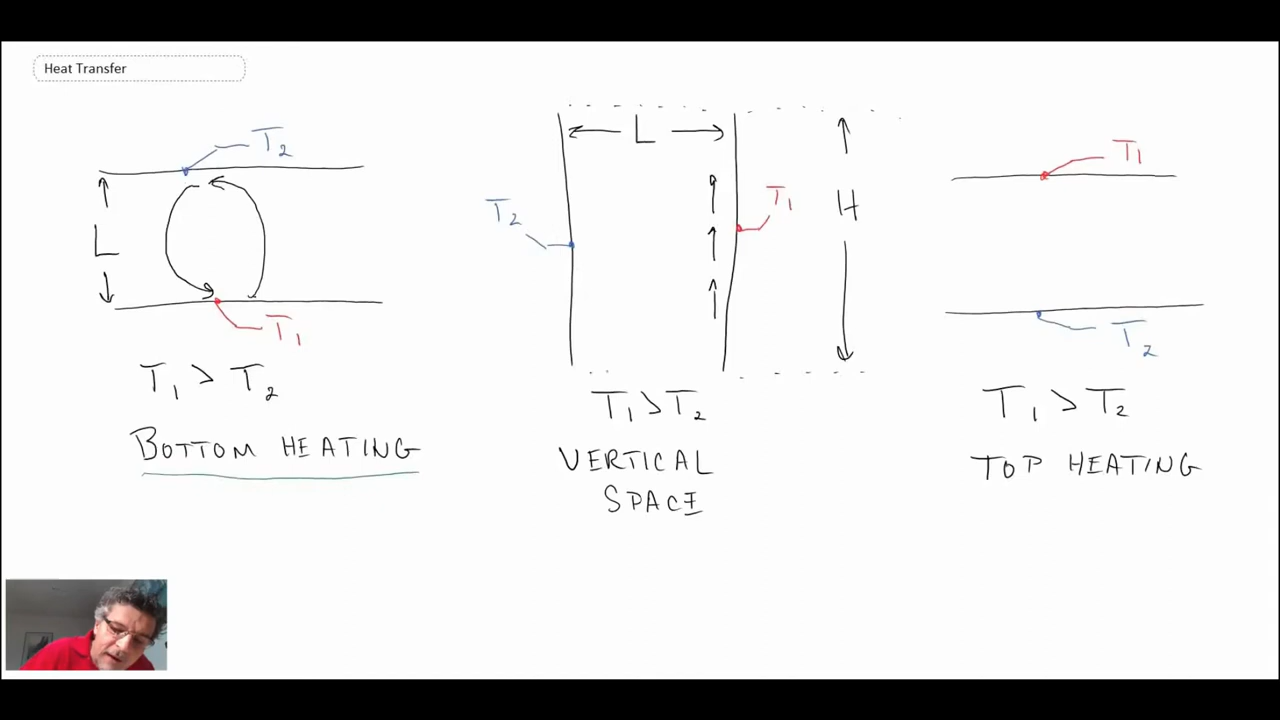 Heat Transfer
T2
L
T1
T1 > T2
BOTTOM HEATING
L
T2
T1
H
T1 > T2
VERTICAL
SPACE
T1
T2
T1 > T2
TOP HEATING